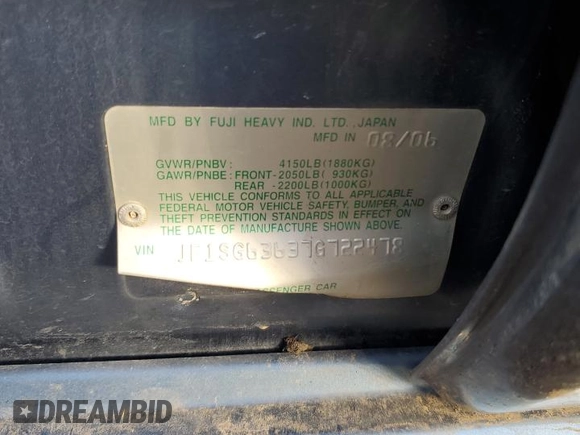 MFD BY FUJI HEAVY IND. LTD. JAPAN
MFD IN 08/06
GVWR/PNBV: 4150LB(1880KG)
GAWR/PNBE: FRONT-2050LB( 930KG)
REAR -2200LB(1000KG)
THIS VEHICLE CONFORMS TO ALL APPLICABLE
FEDERAL MOTOR VEHICLE SAFETY, BUMPER, AND
THEFT PREVENTION STANDARDS IN EFFECT ON
THE DATE OF MANUFACTURE SHOWN ABOVE.
VIN
CAR
DREAMBID